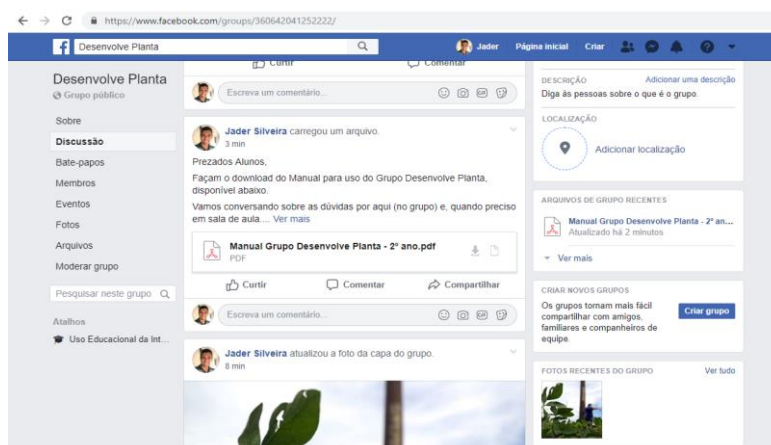 https://www.facebook.com/groups/360642041252222/
Desenvolve Planta
Jader
Página inicial
Criar
Desenvolve Planta
Grupo público
Sobre
Discussão
Bate-papos
Membros
Eventos
Fotos
Arquivos
Moderar grupo
Pesquisar neste grupo
Atalhos
Uso Educacional da Int...
Curtir
Comentar
Escreva um comentário...
GIF
Jader Silveira carregou um arquivo.
3 min
Prezados Alunos,
Façam o download do Manual para uso do Grupo Desenvolve Planta,
disponível abaixo.
Vamos conversando sobre as dúvidas por aqui (no grupo) e, quando preciso
em sala de aula.... Ver mais
Manual Grupo Desenvolve Planta - 2º ano.pdf
PDF
Curtir
Comentar
Compartilhar
Escreva um comentário...
GIF
Jader Silveira atualizou a foto da capa do grupo.
8 min
DESCRIÇÃO
Adicionar uma descrição
Diga às pessoas sobre o que é o grupo.
LOCALIZAÇÃO
Adicionar localização
ARQUIVOS DE GRUPO RECENTES
Manual Grupo Desenvolve Planta - 2º an...
Atualizado há 2 minutos
Ver mais
CRIAR NOVOS GRUPOS
Os grupos tornam mais fácil
compartilhar com amigos,
familiares e companheiros de
equipe.
Criar grupo
FOTOS RECENTES DO GRUPO
Ver tudo